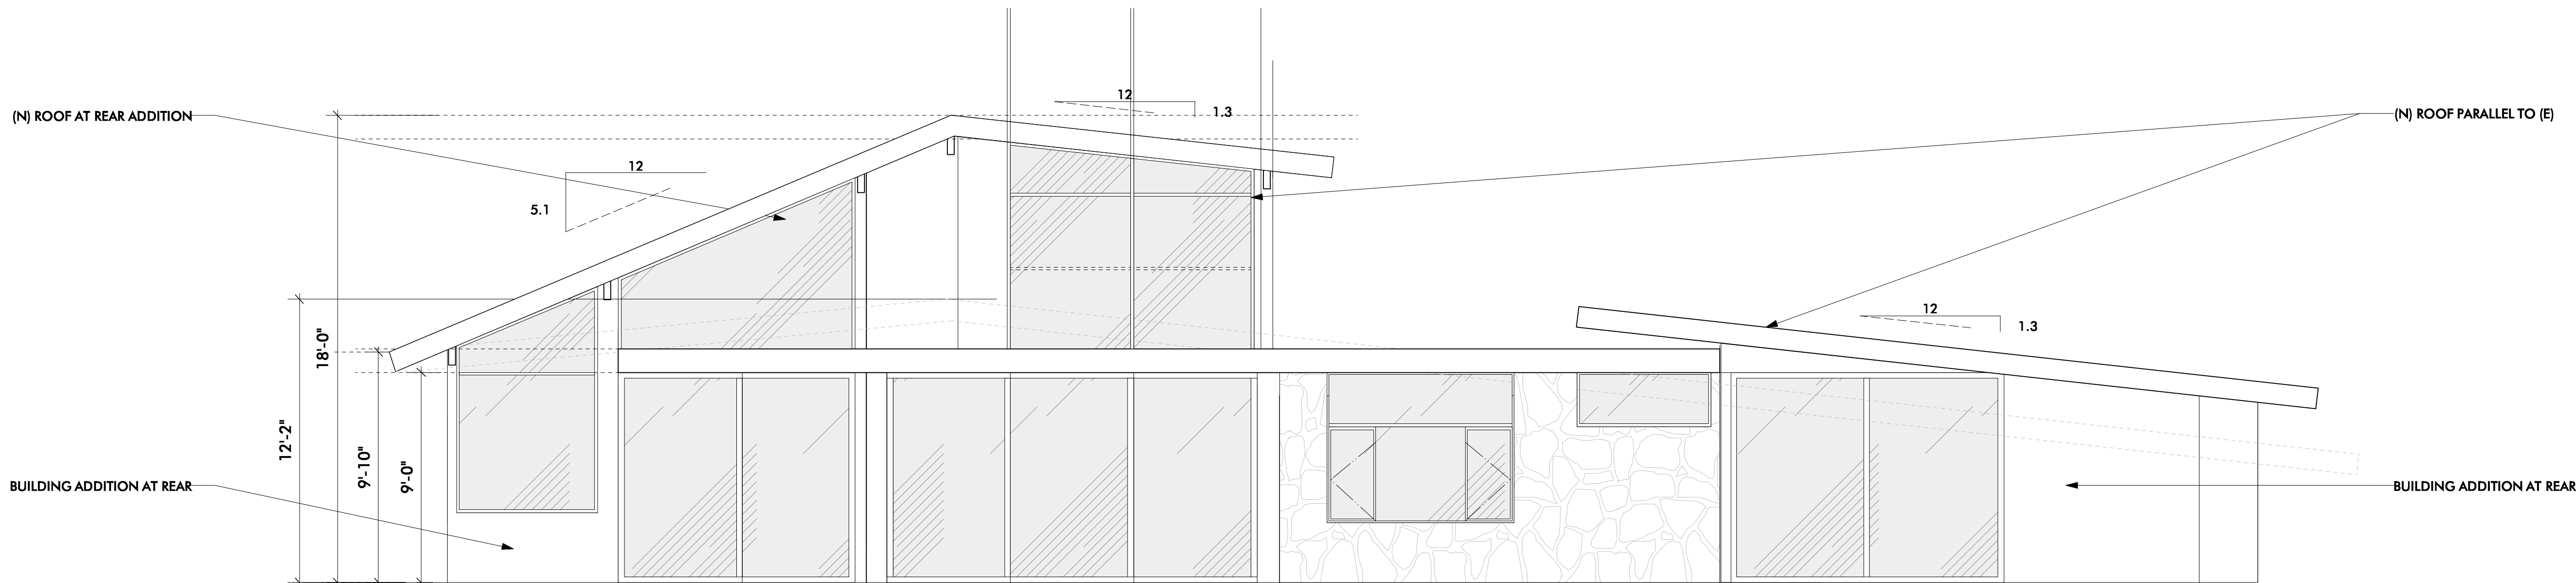 12
1.3
(N) ROOF AT REAR ADDITION
(N) ROOF PARALLEL TO (E)
12
5.1
12
1.3
18'-0"
12'-2"
9'-10"
9'-0"
BUILDING ADDITION AT REAR
BUILDING ADDITION AT REAR